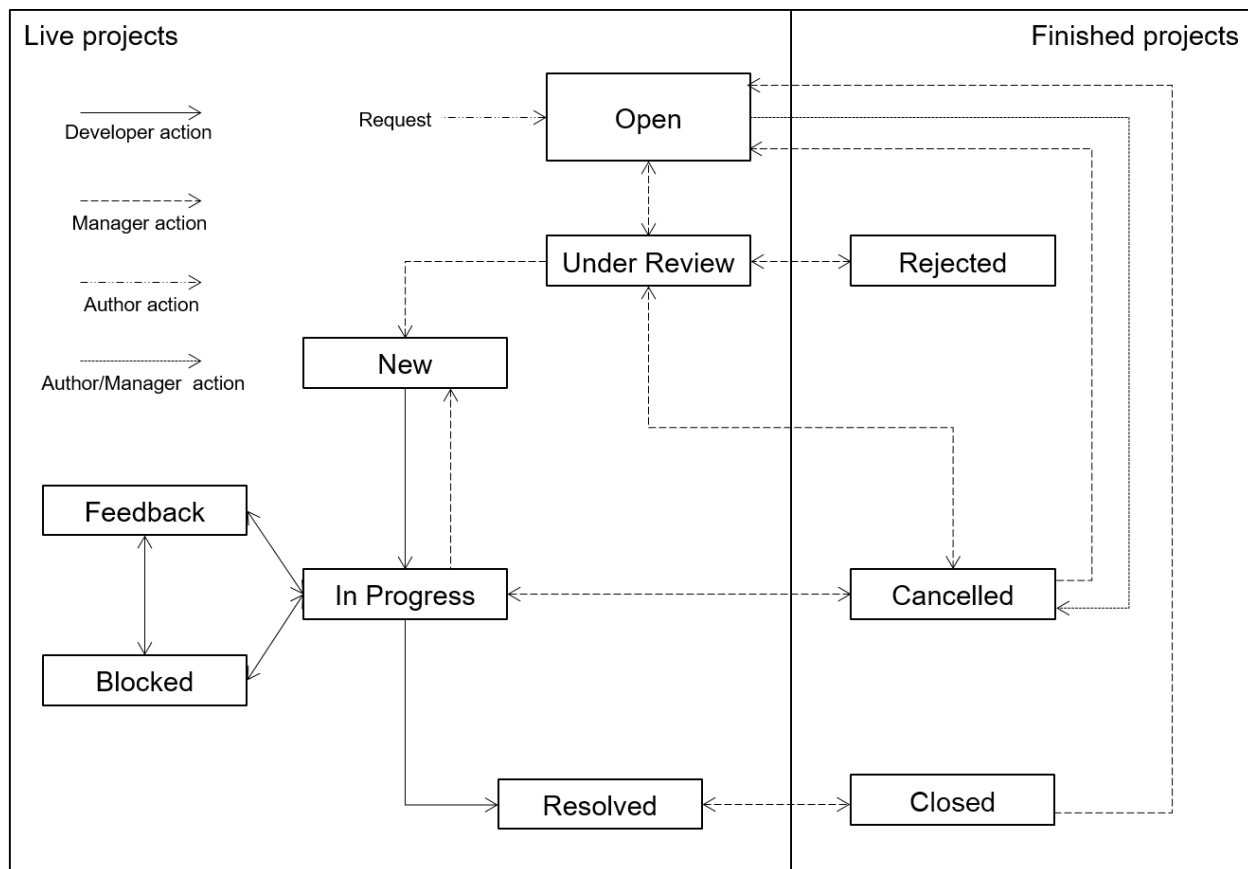 Live projects
Finished projects
Developer action
Manager action
Author action
Author/Manager  action
Request
Open
Under Review
Rejected
New
Feedback
In Progress
Cancelled
Blocked
Resolved
Closed